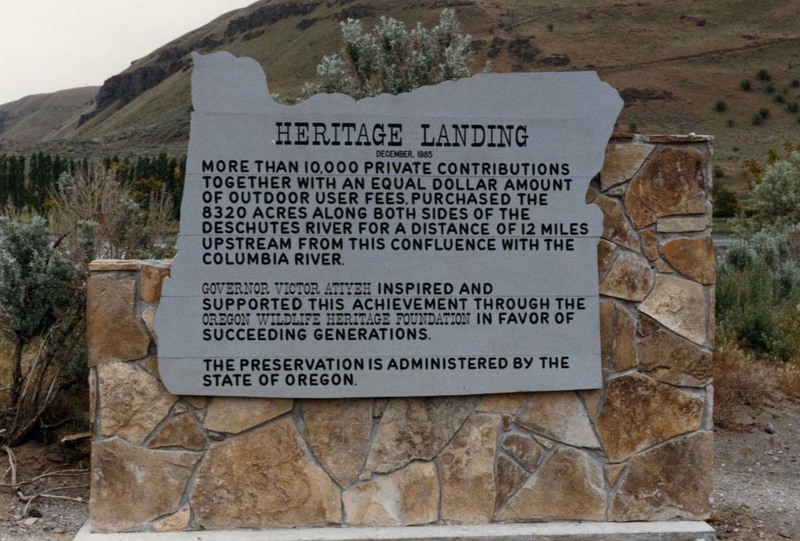 HERITAGE LANDING
DECEMBER, 1985
MORE THAN 10,000 PRIVATE CONTRIBUTIONS
TOGETHER WITH AN EQUAL DOLLAR AMOUNT
OF OUTDOOR USER FEES, PURCHASED THE
8320 ACRES ALONG BOTH SIDES OF THE
DESCHUTES RIVER FOR A DISTANCE OF 12 MILES
UPSTREAM FROM THIS CONFLUENCE WITH THE
COLUMBIA RIVER.
GOVERNOR VICTOR ATIYEH INSPIRED AND
SUPPORTED THIS ACHIEVEMENT THROUGH THE
OREGON WILDLIFE HERITAGE FOUNDATION IN FAVOR OF
SUCCEEDING GENERATIONS.
THE PRESERVATION IS ADMINISTERED BY THE
STATE OF OREGON.